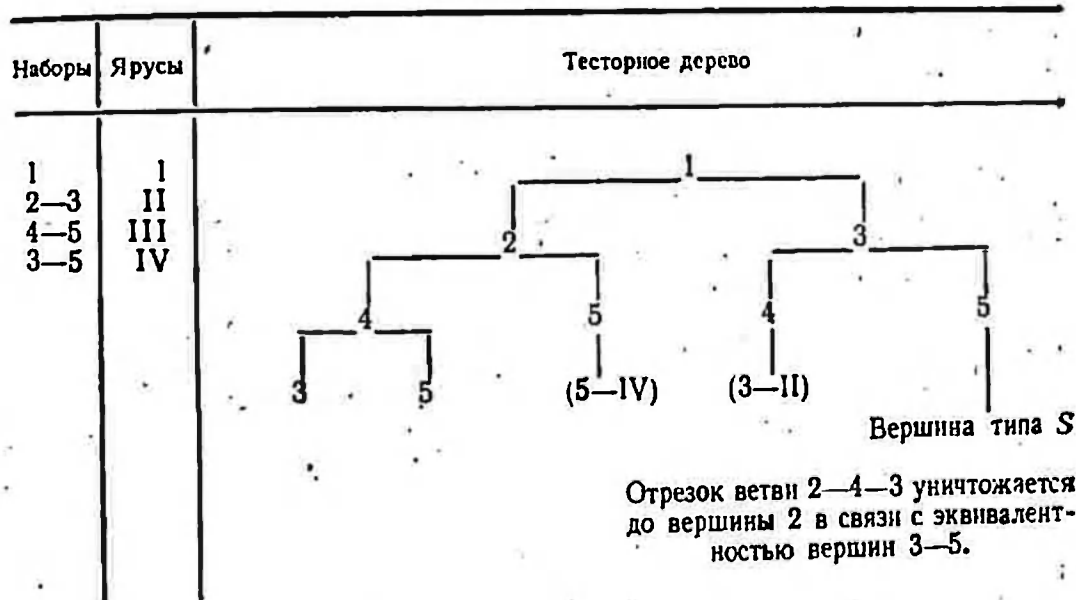 Наборы Ярусы Тесторное дерево
1 I 1
2—3 II
4—5 III 2 3
3—5 IV
4 5 4 5
3 5 (5—IV) (3—II)
Вершина типа S
Отрезок ветви 2—4—3 уничтожается
до вершины 2 в связи с эквивалент-
ностью вершин 3—5.